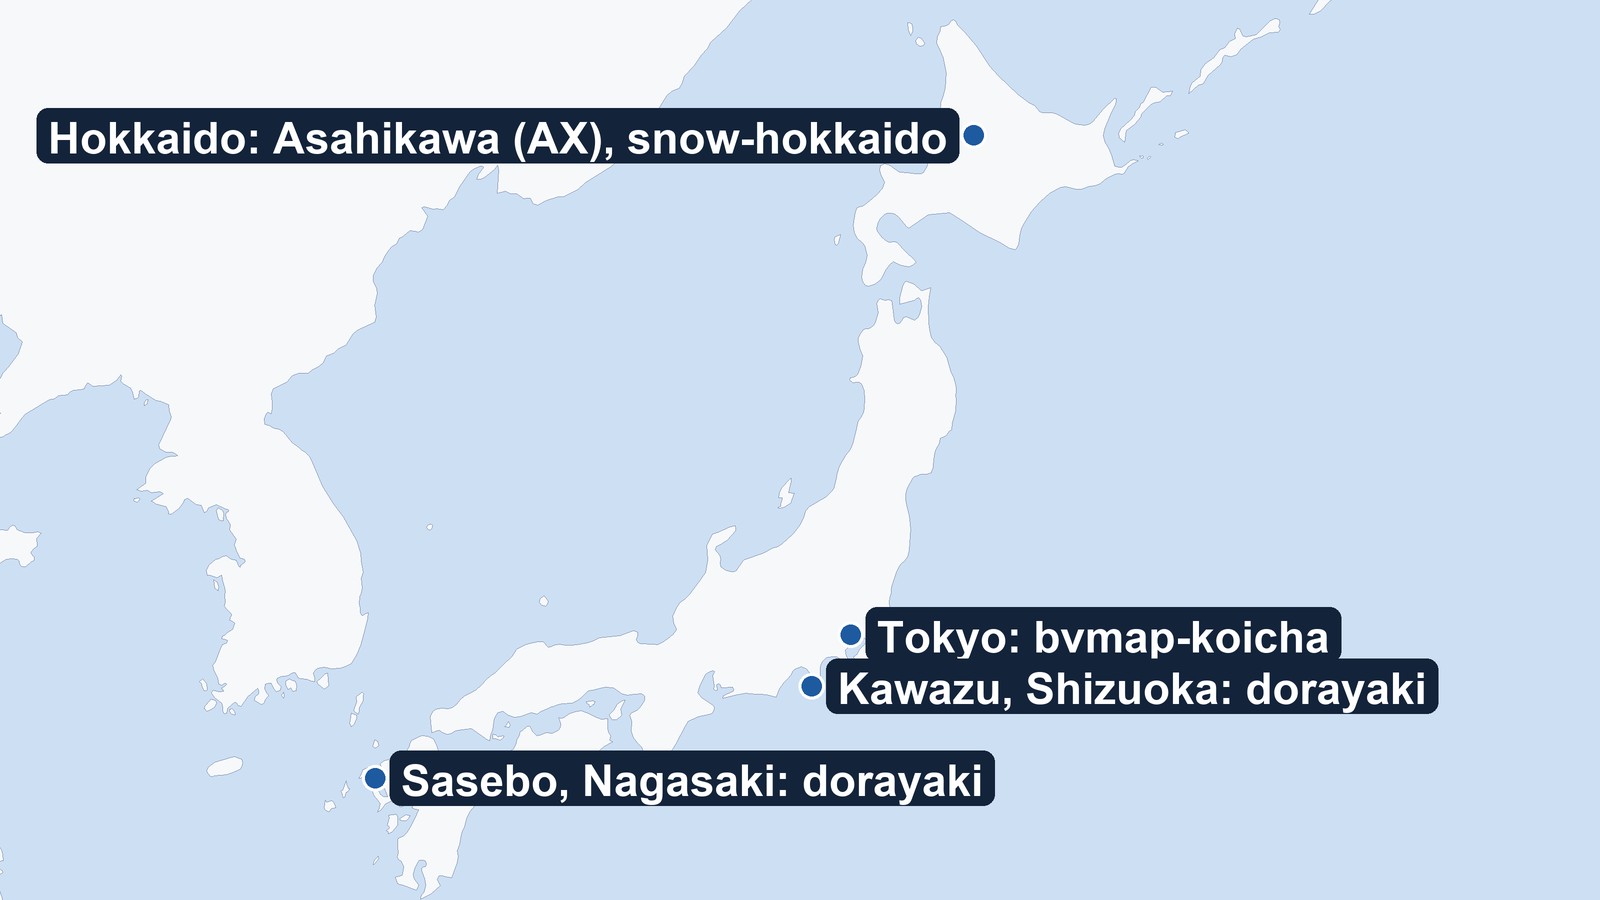 Hokkaido: Asahikawa (AX), snow-hokkaido
Tokyo: bvmap-koicha
Kawazu, Shizuoka: dorayaki
Sasebo, Nagasaki: dorayaki